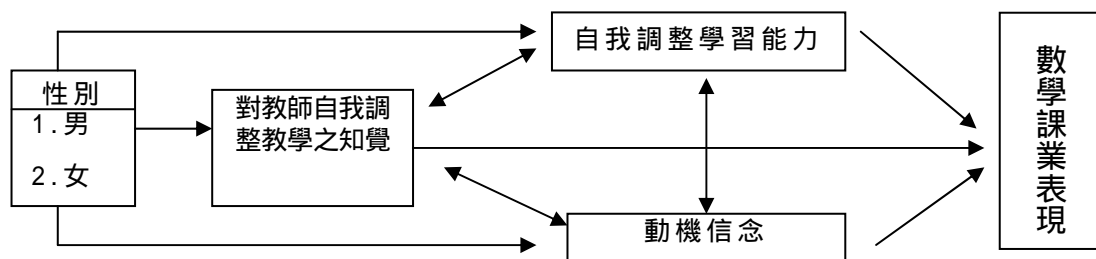 自我調整學習能力
性別
1.男
2.女
對教師自我調
整教學之知覺
動機信念
數學課業表現